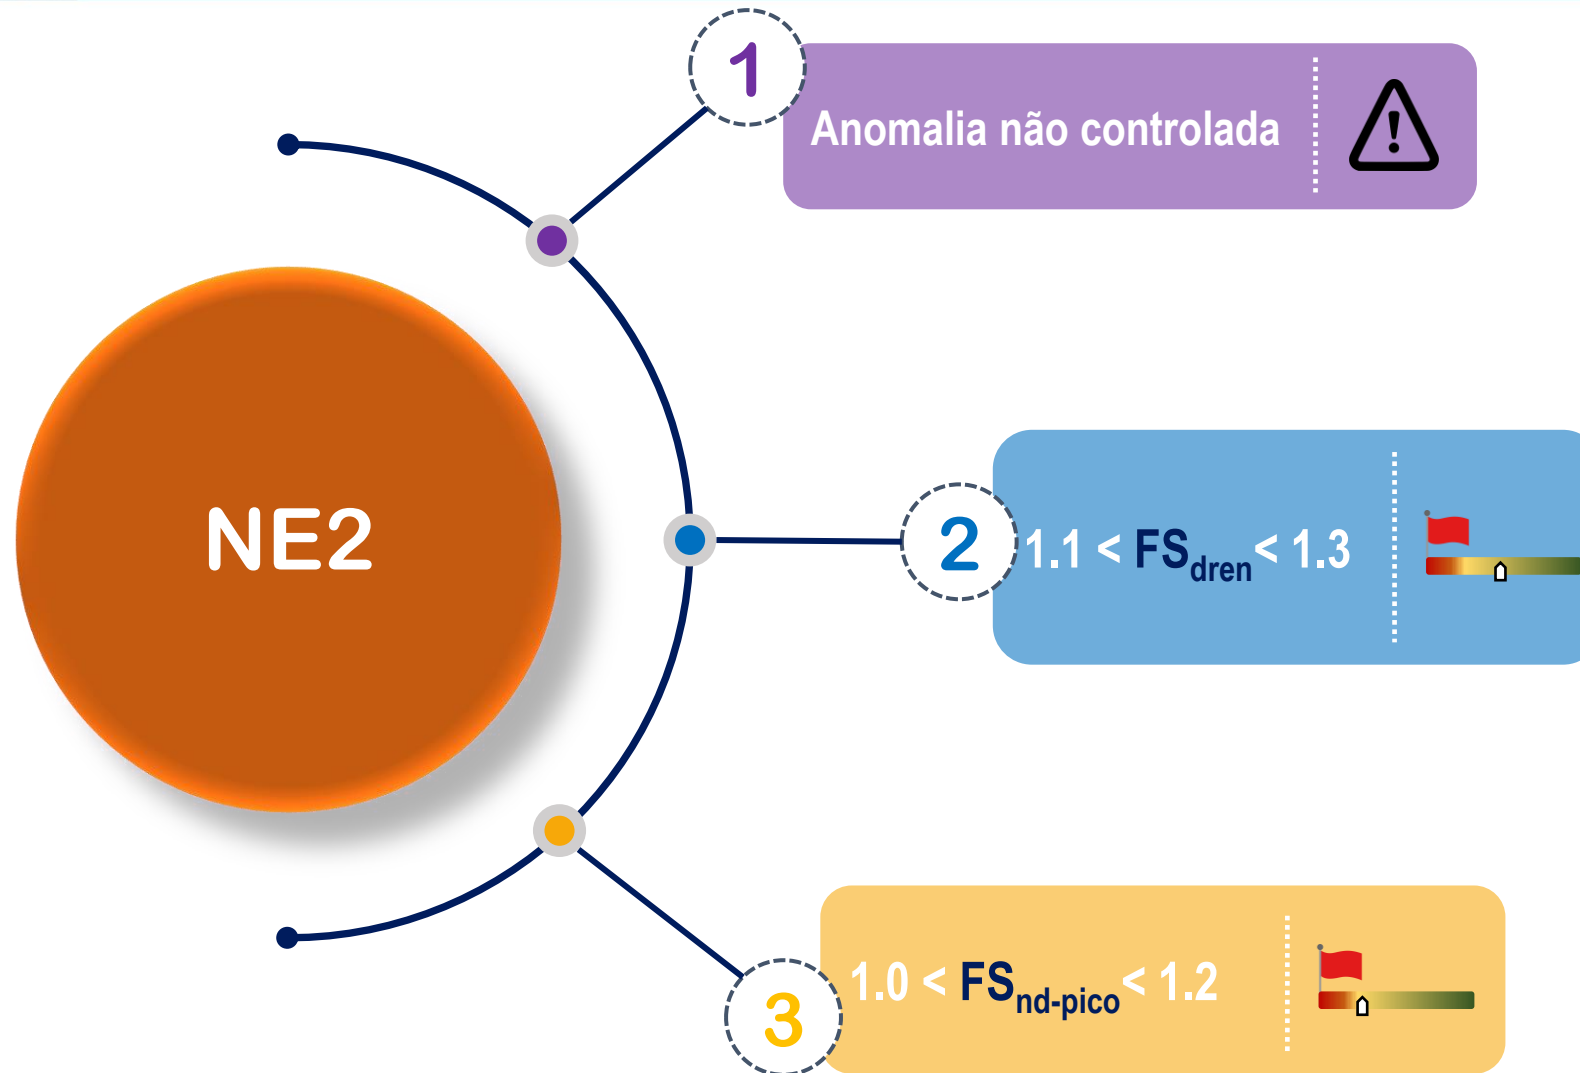 1
Anomalia não controlada
NE2
2
1.1 < FSdren < 1.3
3
1.0 < FSnd-pico < 1.2